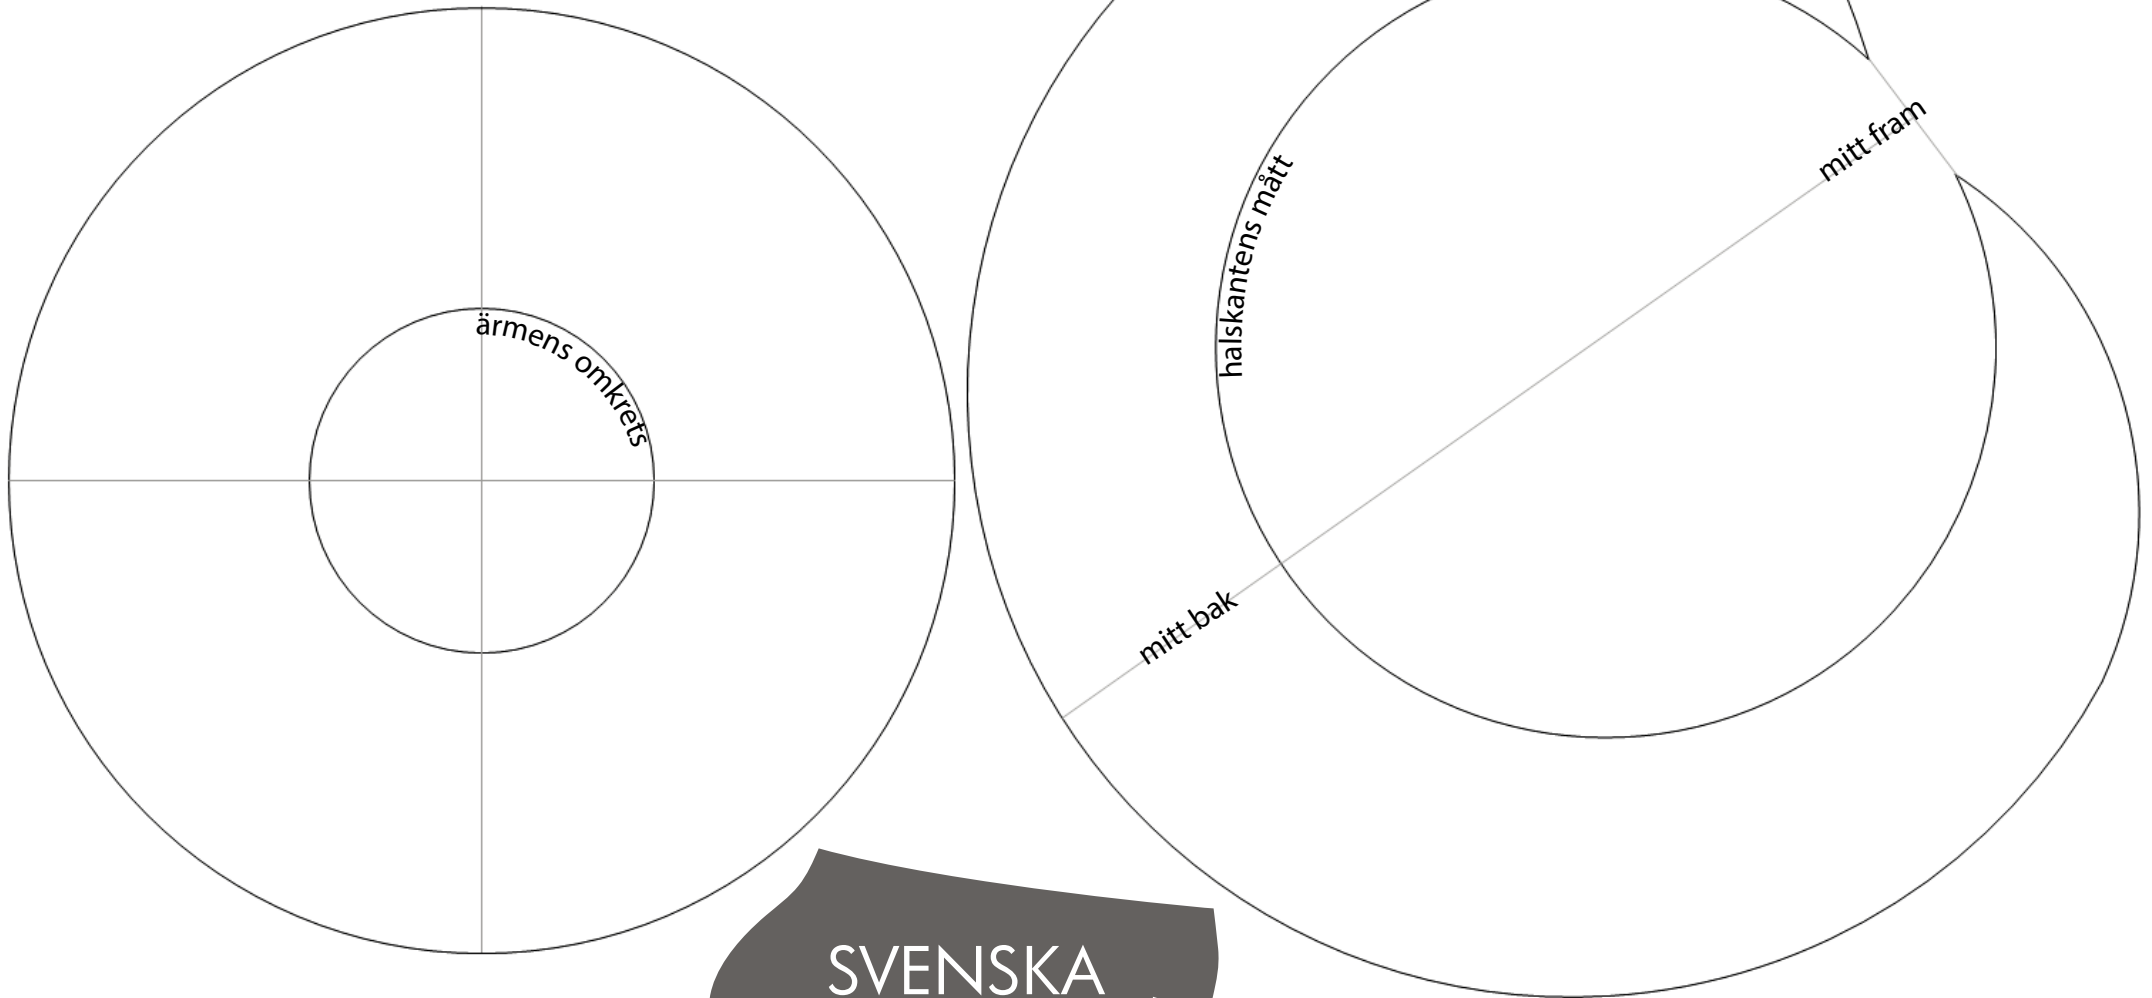 ärmens omkrets
halskantens mått
mitt fram
mitt bak
SVENSKA